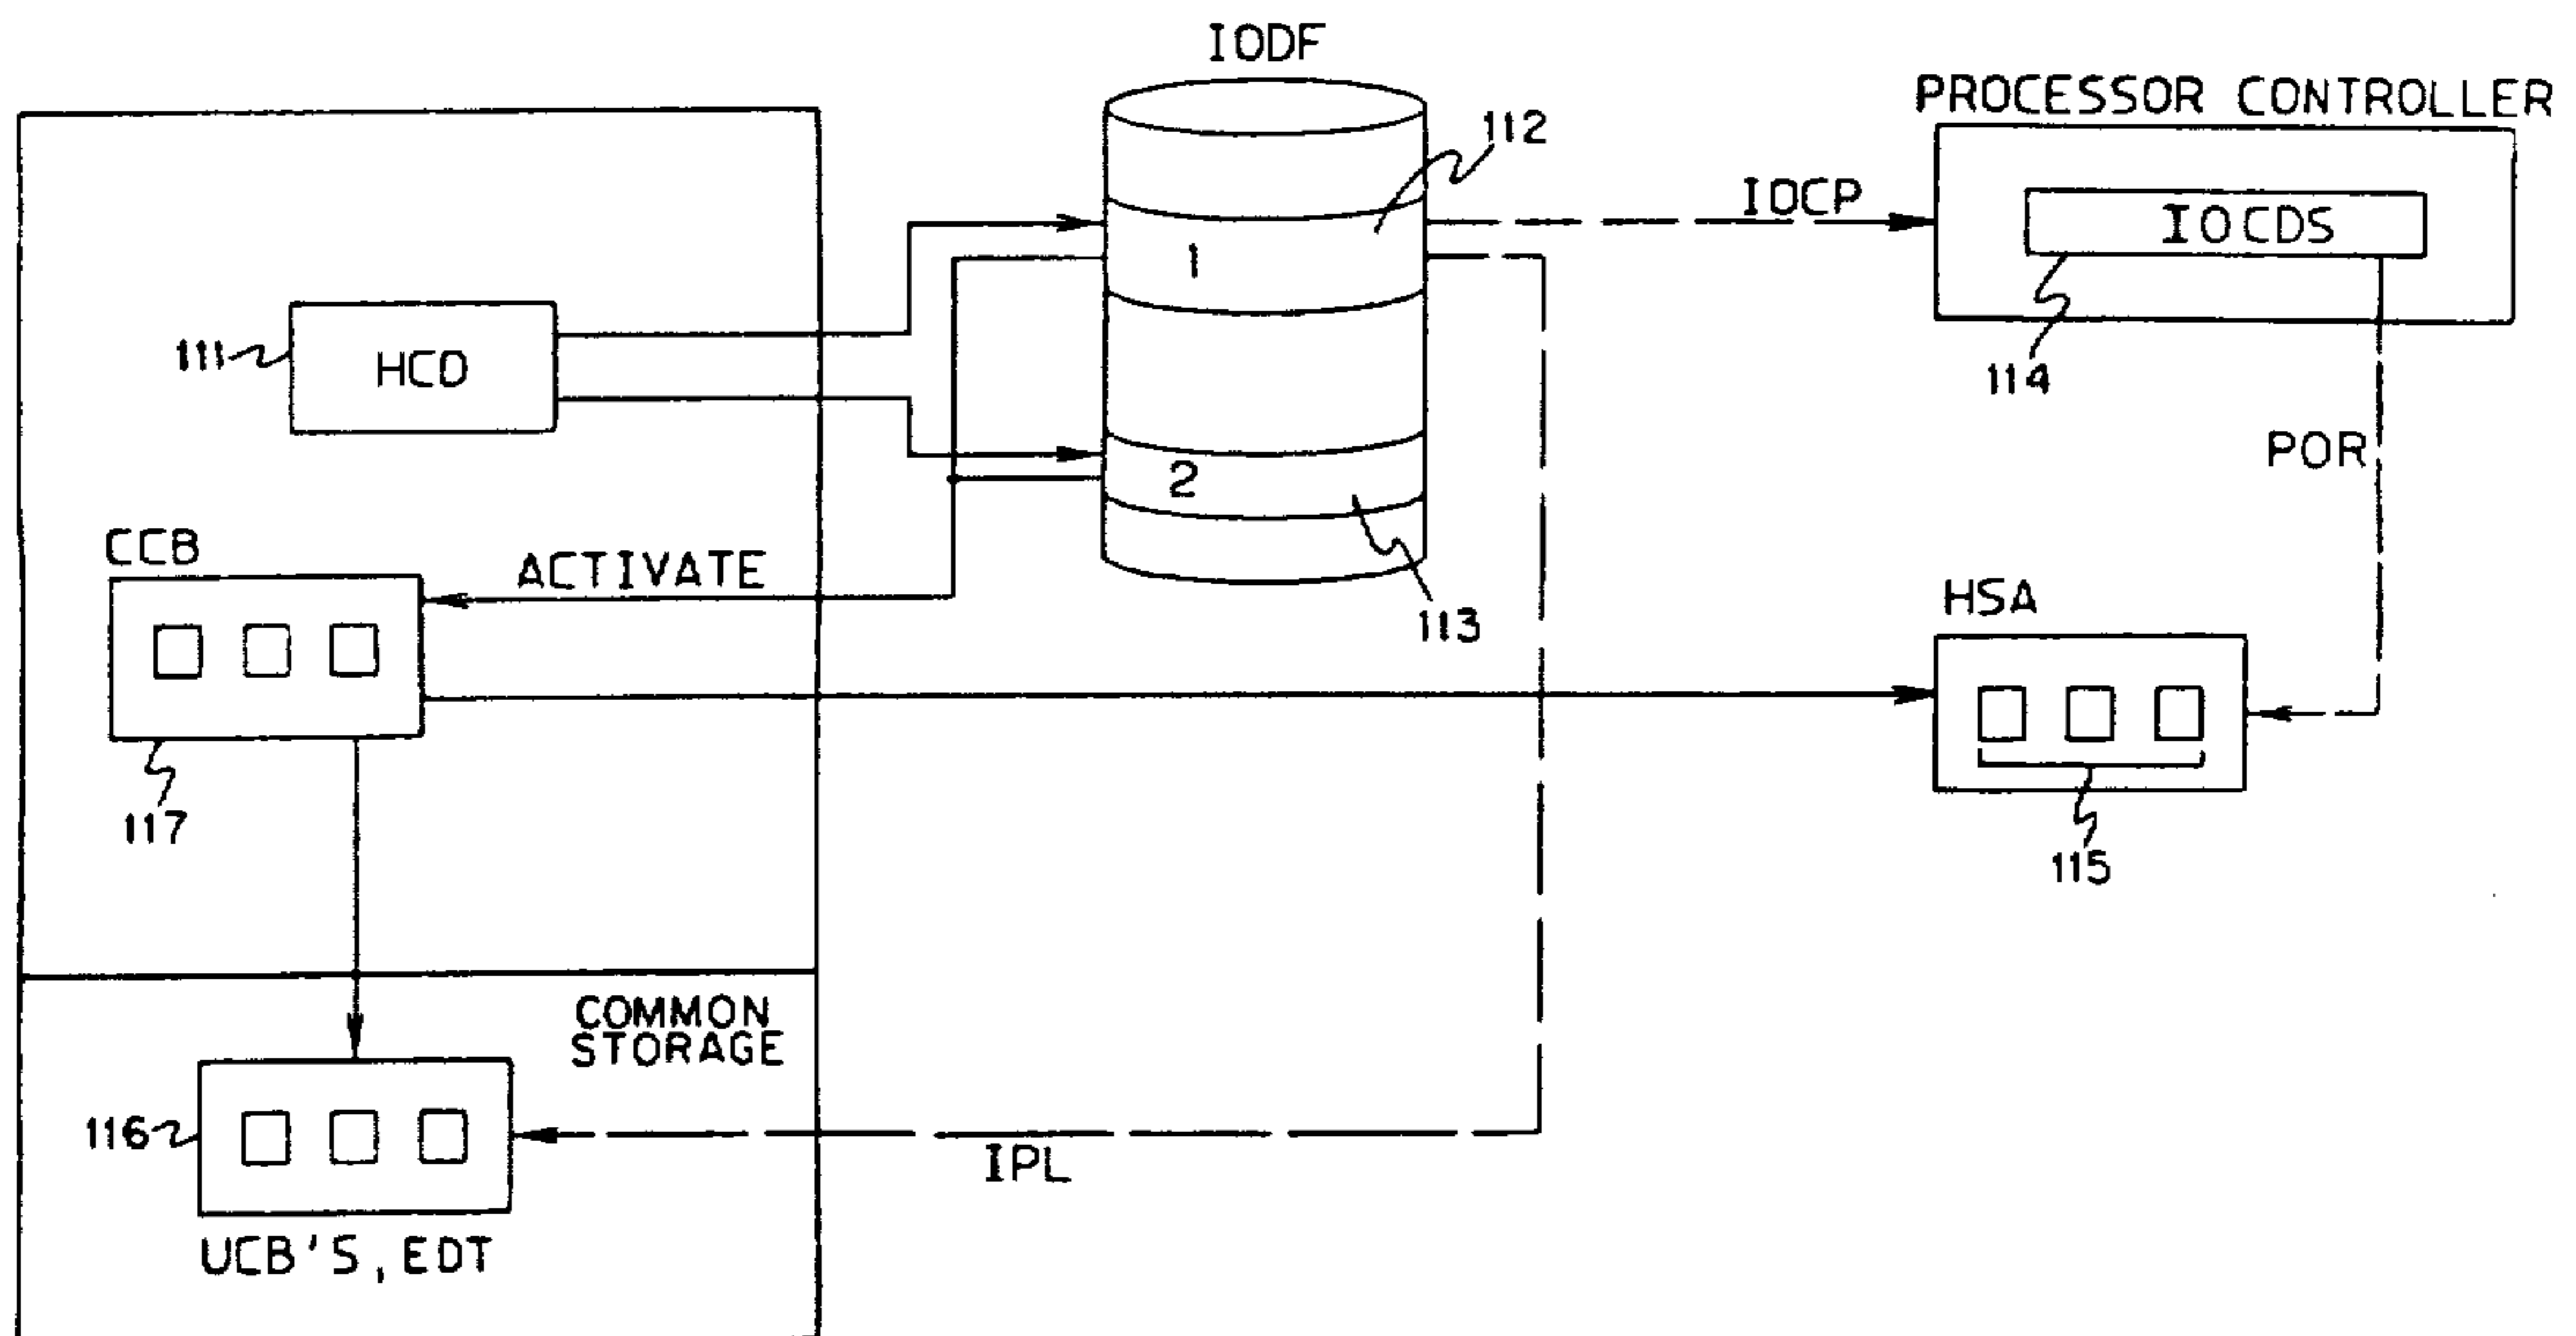 IODF
PROCESSOR CONTROLLER
112
IOCP
IOCDS
1
111
HCD
114
POR
2
CCB
ACTIVATE
113
HSA
117
115
COMMON
STORAGE
116
IPL
UCB'S, EDT